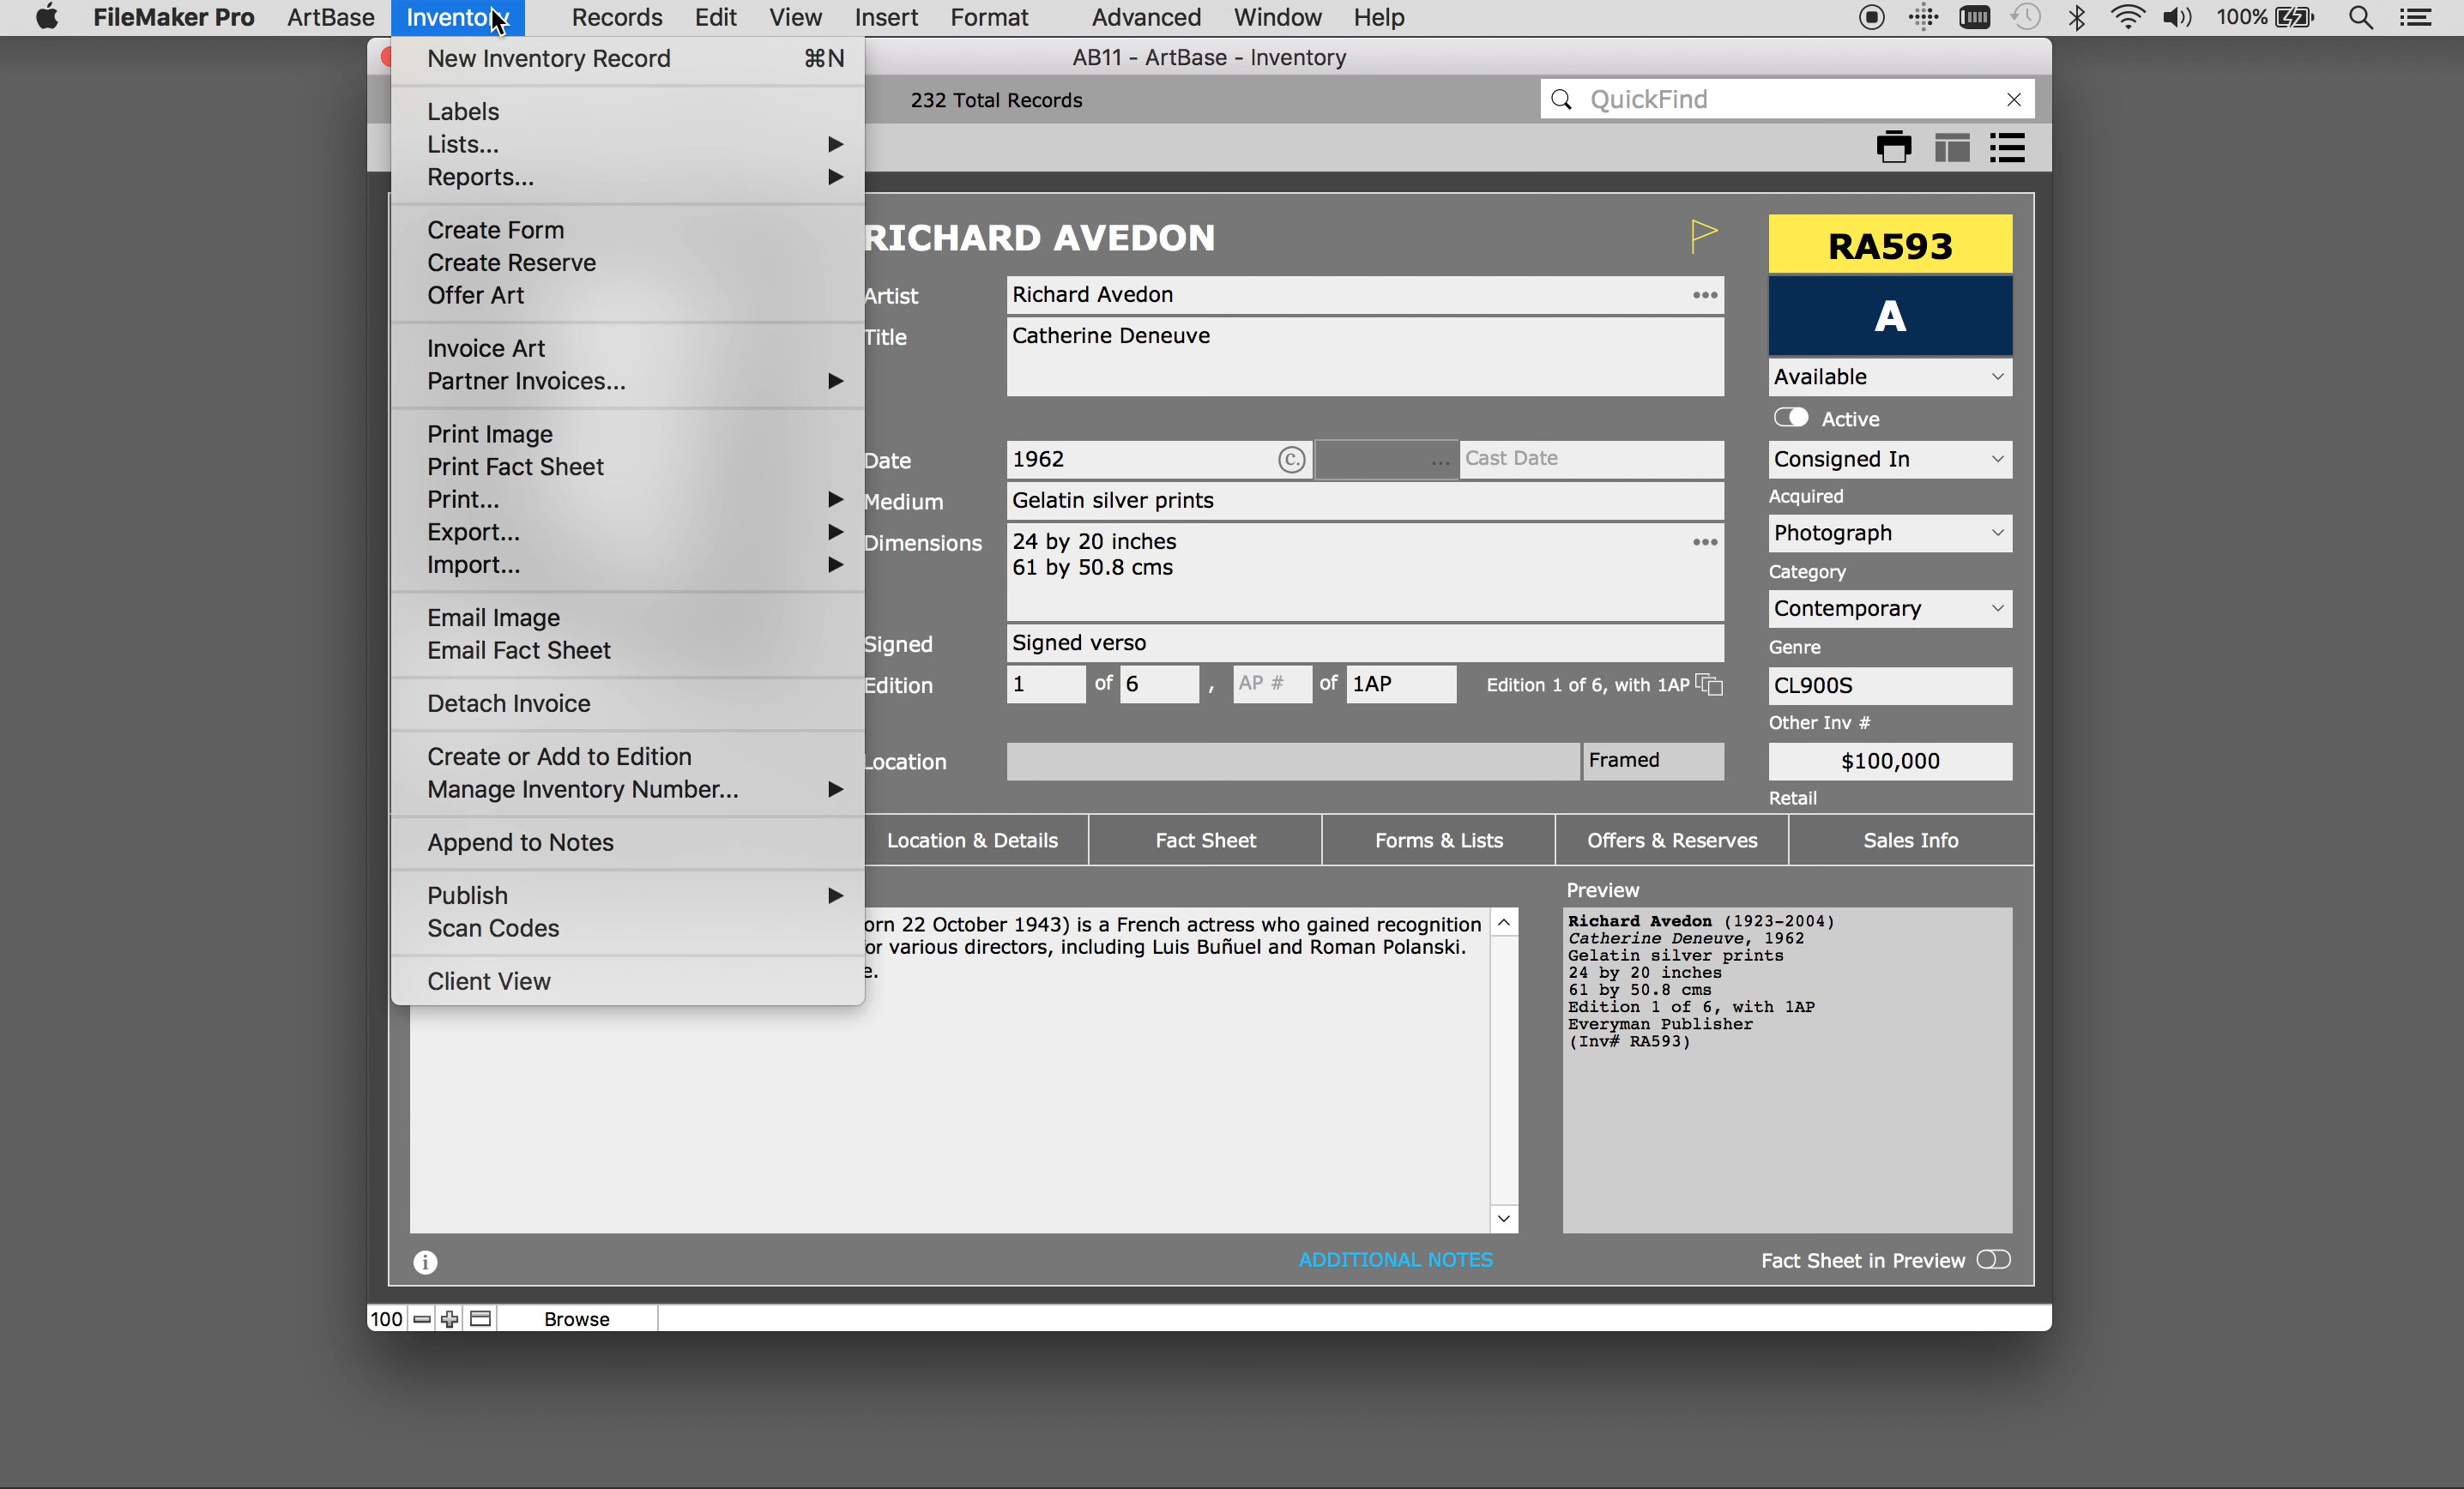 FileMaker Pro ArtBase Inventory Records Edit View Insert Format Advanced Window Help 100%
AB11 - ArtBase - Inventory
New Inventory Record ⌘N
Labels
Lists...
Reports...
Create Form
Create Reserve
Offer Art
Invoice Art
Partner Invoices...
Print Image
Print Fact Sheet
Print...
Export...
Import...
Email Image
Email Fact Sheet
Detach Invoice
Create or Add to Edition
Manage Inventory Number...
Append to Notes
Publish
Scan Codes
Client View
232 Total Records
QuickFind
RICHARD AVEDON
Artist Richard Avedon
Title Catherine Deneuve
Date 1962 c. ... Cast Date
Medium Gelatin silver prints
Dimensions 24 by 20 inches
61 by 50.8 cms
Signed Signed verso
Edition 1 of 6 , AP # of 1AP Edition 1 of 6, with 1AP
Location Framed
RA593
A
Available
Active
Consigned In
Acquired
Photograph
Category
Contemporary
Genre
CL900S
Other Inv #
$100,000
Retail
Location & Details Fact Sheet Forms & Lists Offers & Reserves Sales Info
orn 22 October 1943) is a French actress who gained recognition
or various directors, including Luis Buñuel and Roman Polanski.
e.
Preview
Richard Avedon (1923-2004)
Catherine Deneuve, 1962
Gelatin silver prints
24 by 20 inches
61 by 50.8 cms
Edition 1 of 6, with 1AP
Everyman Publisher
(Inv# RA593)
ADDITIONAL NOTES
Fact Sheet in Preview
100 Browse